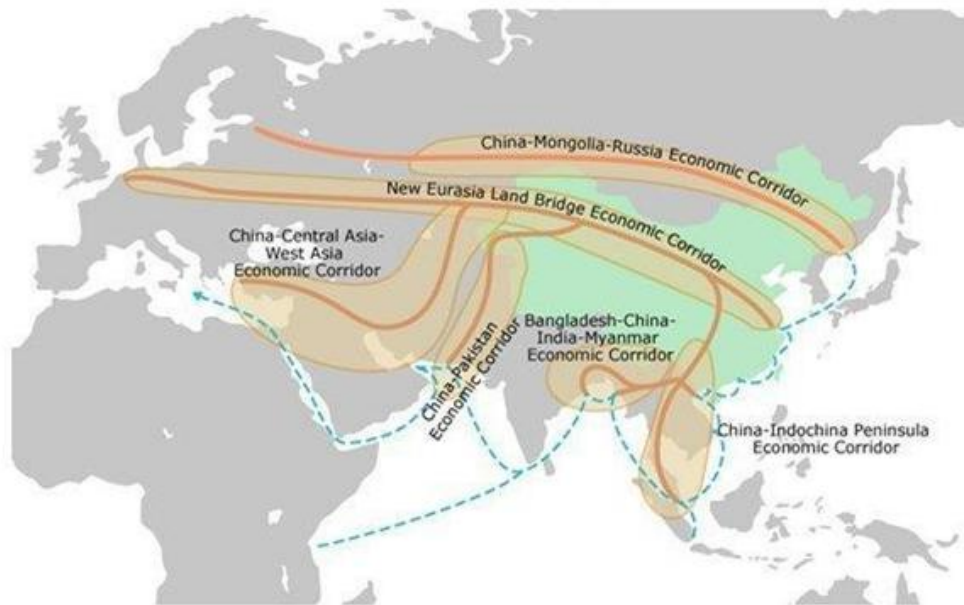 China-Mongolia-Russia Economic Corridor
New Eurasia Land Bridge Economic Corridor
China-Central Asia-
West Asia
Economic Corridor
China-Pakistan
Economic Corridor
Bangladesh-China-
India-Myanmar
Economic Corridor
China-Indochina Peninsula
Economic Corridor